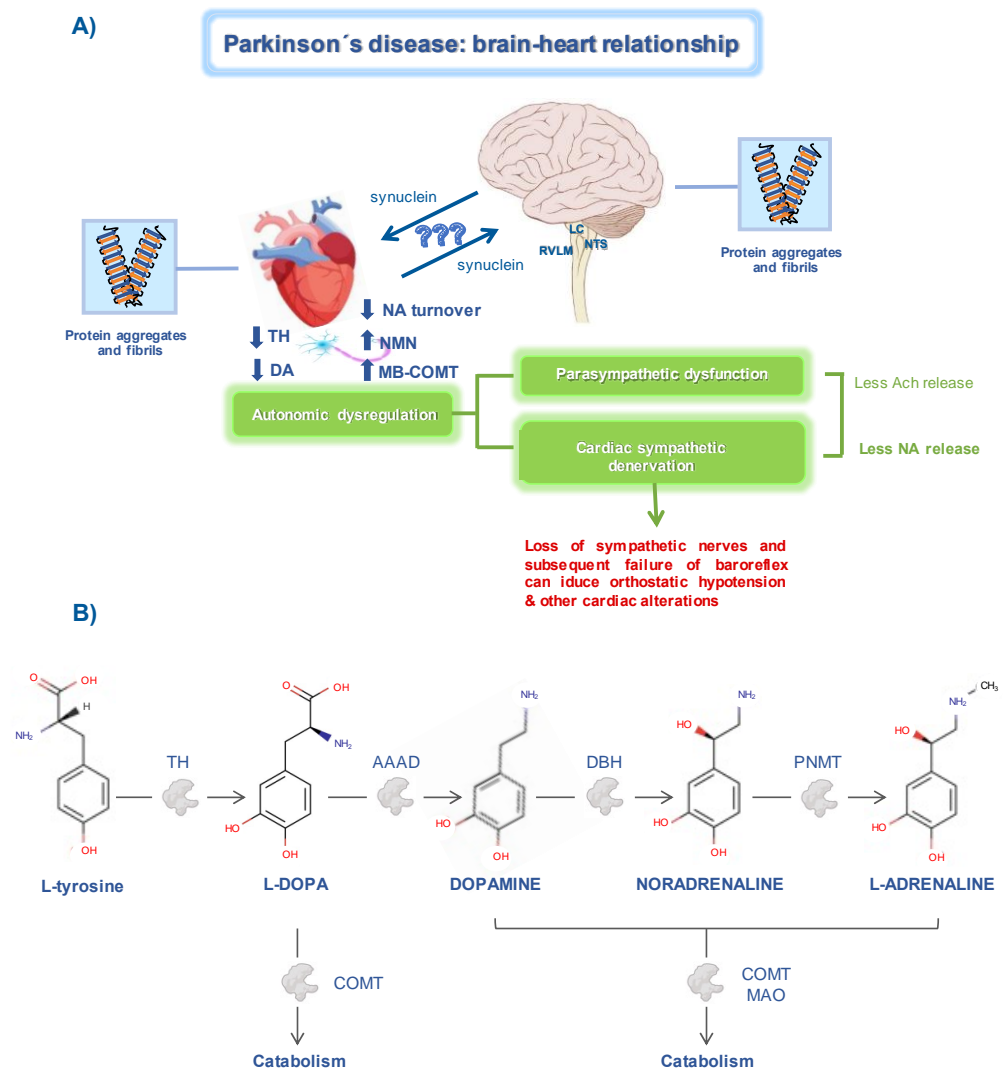 A)
Parkinson´s disease: brain-heart relationship
synuclein
???
synuclein
LC
RVLM
NTS
Protein aggregates
and fibrils
Protein aggregates
and fibrils
NA turnover
TH
NMN
DA
MB-COMT
Autonomic dysregulation
Parasympathetic dysfunction
Less Ach release
Cardiac sympathetic
denervation
Less NA release
Loss of sympathetic nerves and
subsequent failure of baroreflex
can iduce orthostatic hypotension
& other cardiac alterations
B)
O
OH
H
NH₂
OH
L-tyrosine
TH
O
OH
NH₂
HO
OH
L-DOPA
AAAD
NH₂
HO
OH
DOPAMINE
DBH
NH₂
HO
HO
OH
NORADRENALINE
PNMT
NH
CH₃
HO
HO
OH
L-ADRENALINE
COMT
Catabolism
COMT
MAO
Catabolism